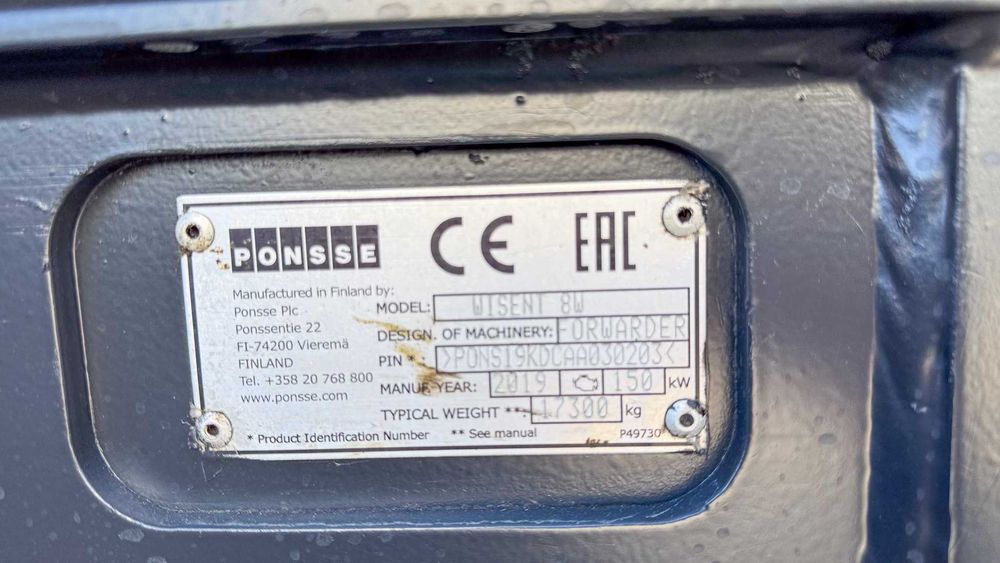 PONSSE CE EAC
Manufactured in Finland by:
Ponsse Plc
Ponssentie 22
FI-74200 Vieremä
FINLAND
Tel. +358 20 768 800
www.ponsse.com
MODEL: WISENT 8W
DESIGN. OF MACHINERY: FORWARDER
PIN * >PONS19KDCAA030203<
MANUF. YEAR: 2019 150 kW
TYPICAL WEIGHT **: 17300 kg
* Product Identification Number ** See manual P49730